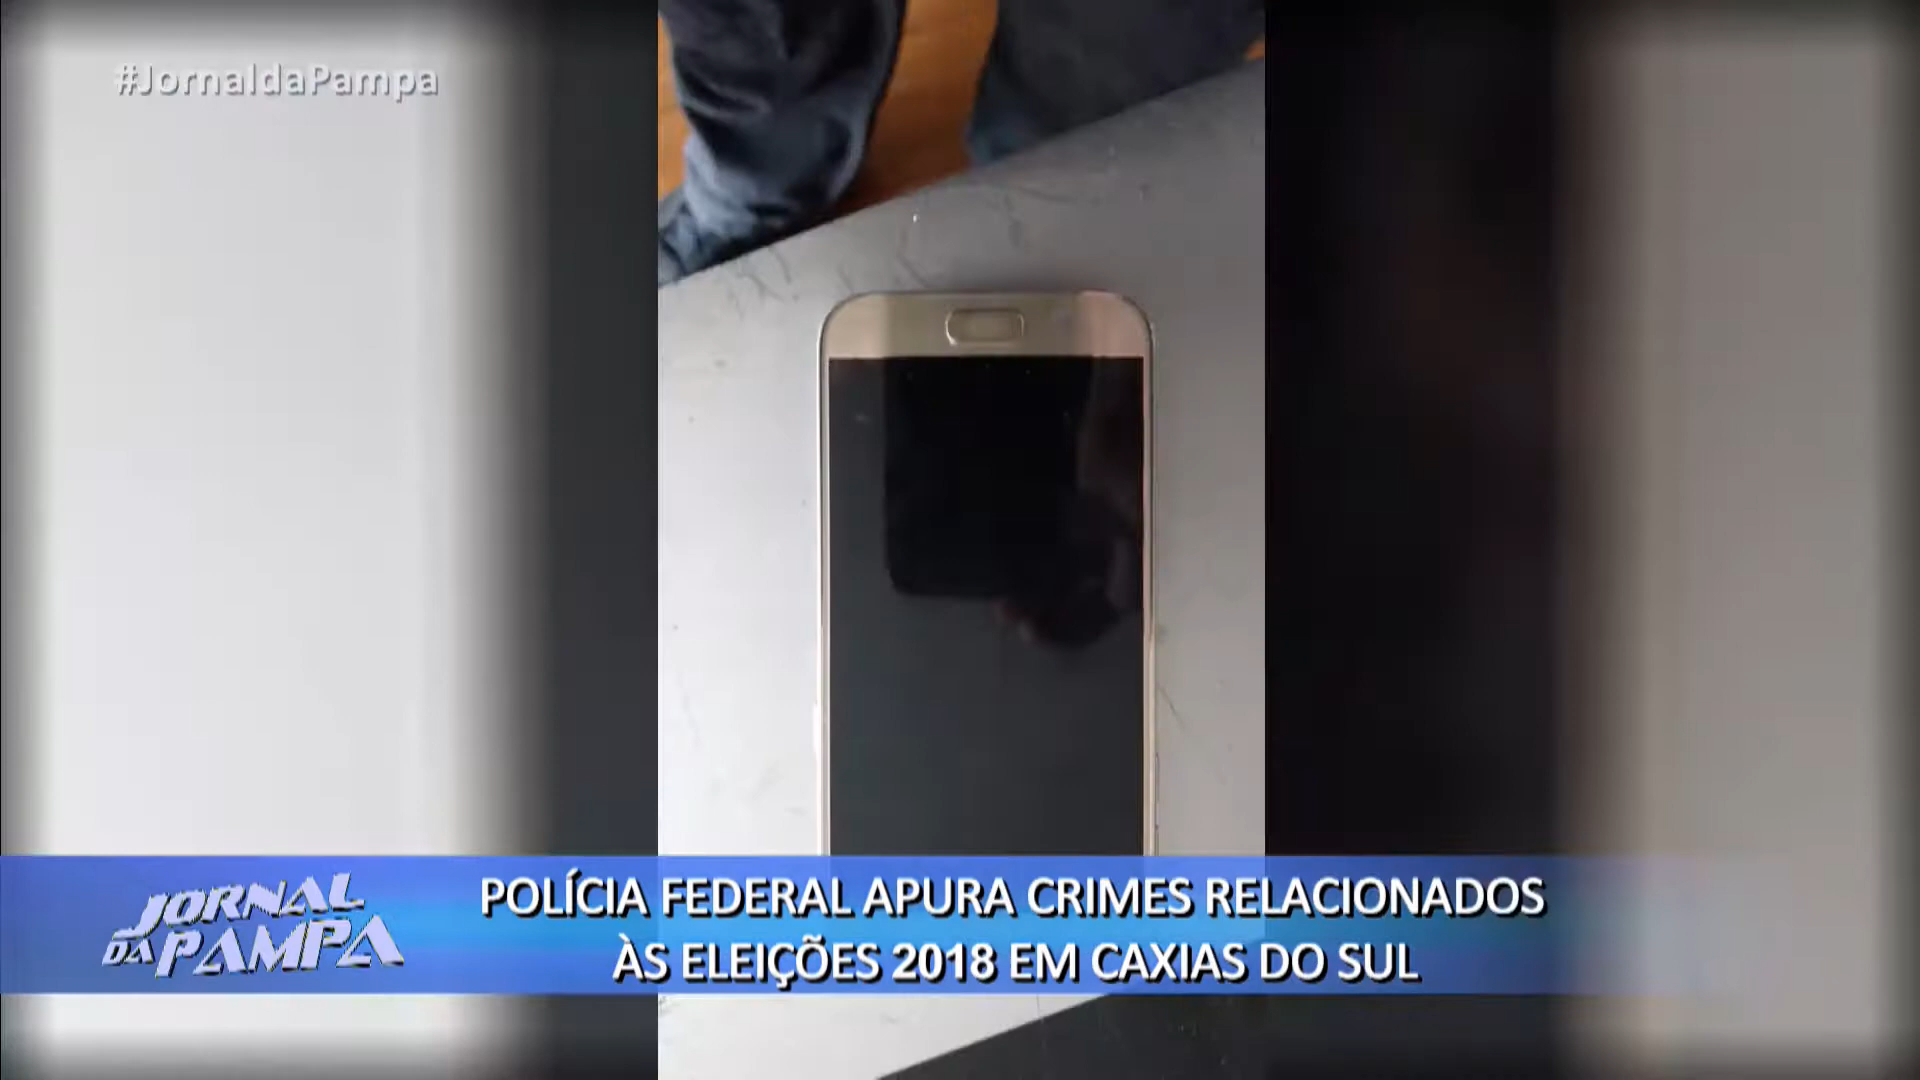 #JornaldaPampa
JORNAL
DA PAMPA
POLÍCIA FEDERAL APURA CRIMES RELACIONADOS
ÀS ELEIÇÕES 2018 EM CAXIAS DO SUL